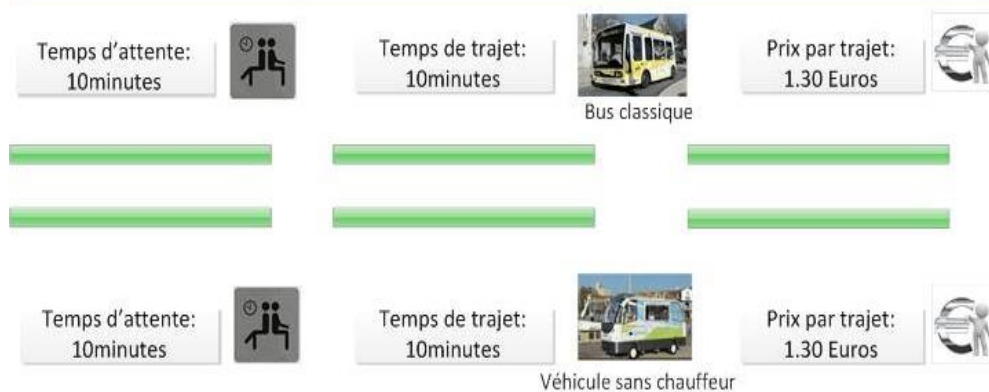 Temps d'attente:
10minutes
Temps de trajet:
10minutes
Bus classique
Prix par trajet:
1.30 Euros
Temps d'attente:
10minutes
Temps de trajet:
10minutes
Véhicule sans chauffeur
Prix par trajet:
1.30 Euros